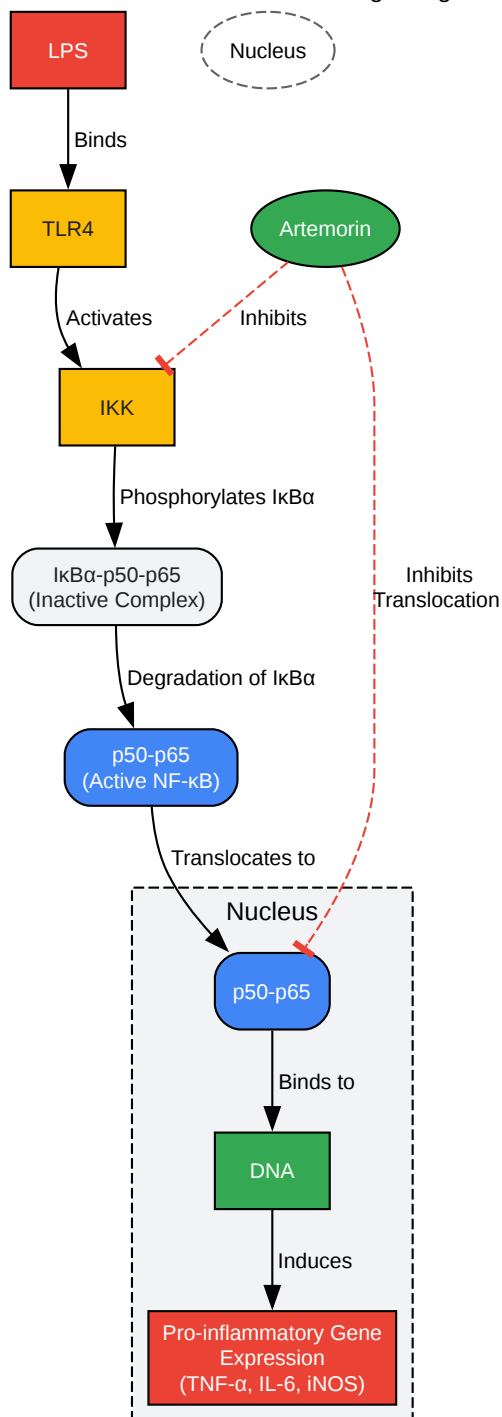 LPS
Nucleus
Binds
TLR4
Artemorin
Activates
Inhibits
IKK
Phosphorylates IκBα
IκBα-p50-p65
(Inactive Complex)
Inhibits
Translocation
Degradation of IκBα
p50-p65
(Active NF-κB)
Translocates to
Nucleus
p50-p65
Binds to
DNA
Induces
Pro-inflammatory Gene
Expression
(TNF-α, IL-6, iNOS)